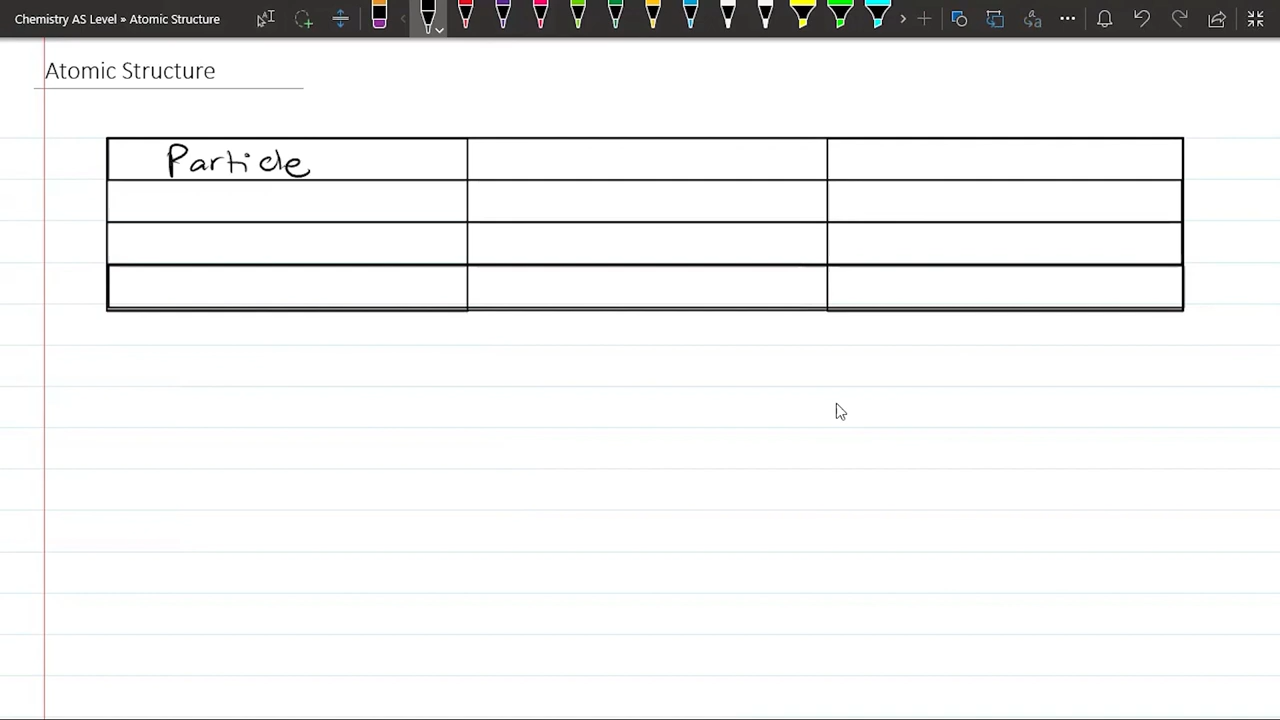 Chemistry AS Level » Atomic Structure
Atomic Structure
Particle